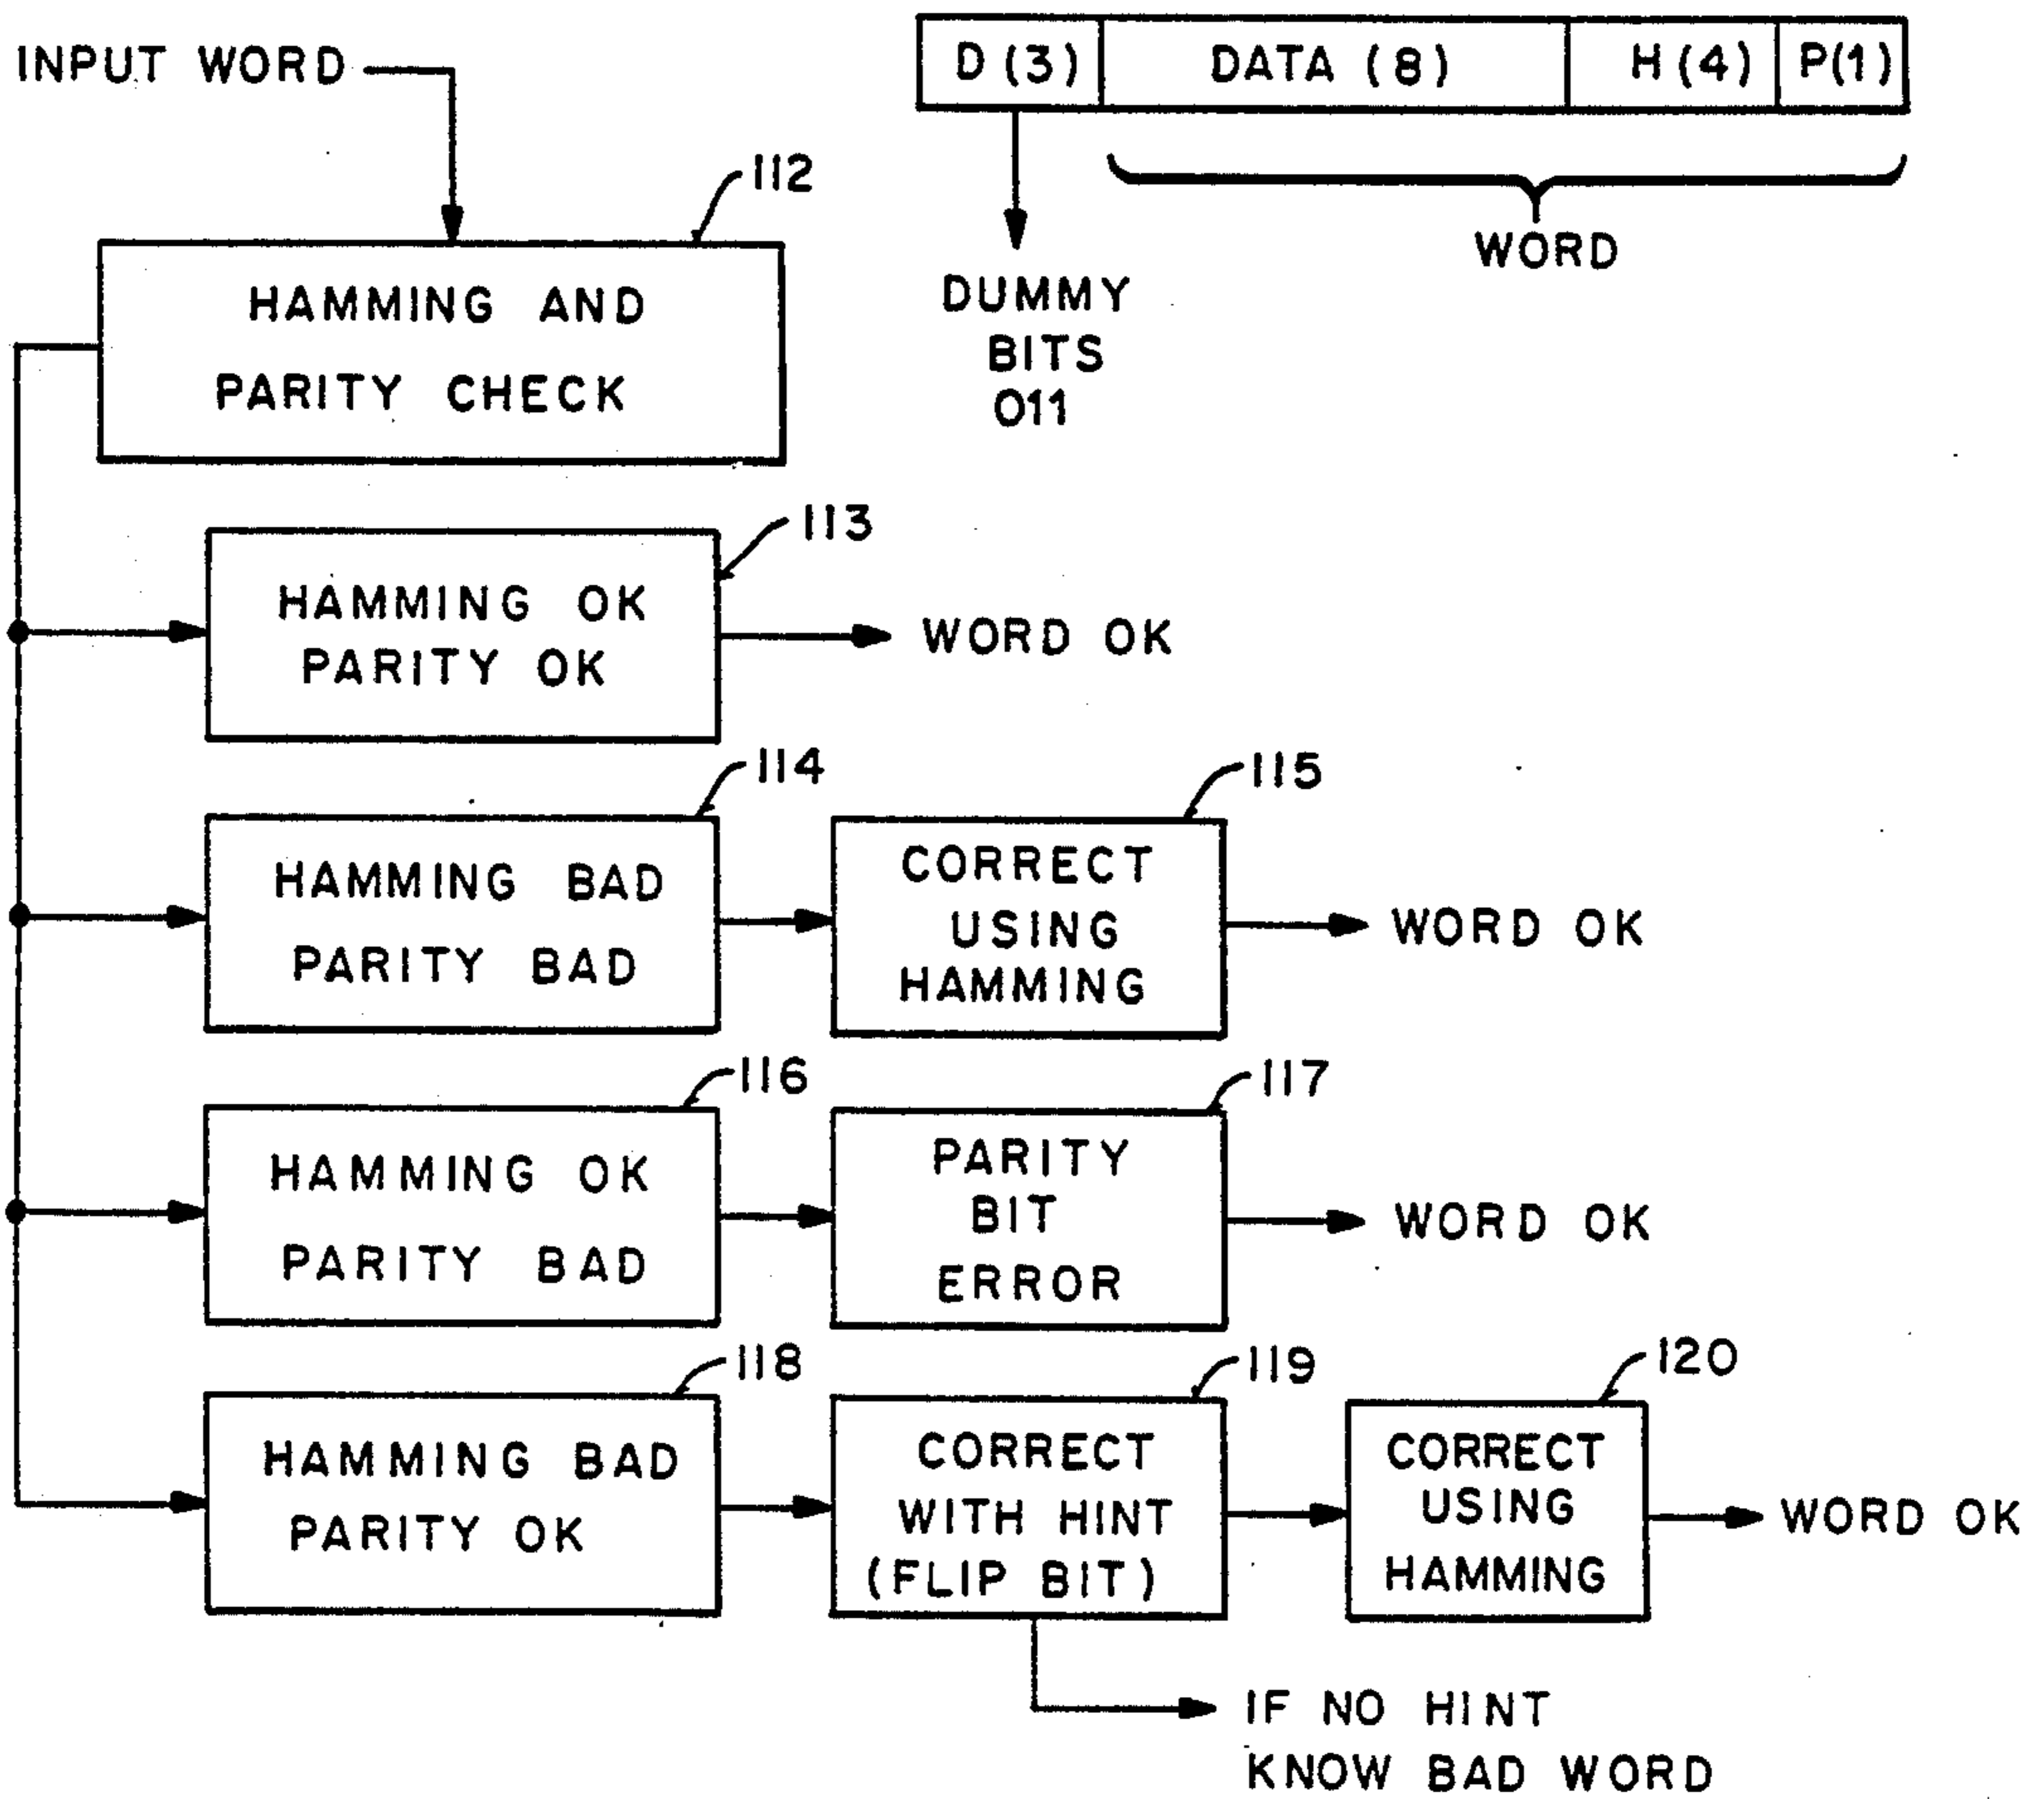 INPUT WORD
D (3) DATA (8) H (4) P(1)
WORD
DUMMY
BITS
011
112
HAMMING AND
PARITY CHECK
113
HAMMING OK
PARITY OK
WORD OK
114
HAMMING BAD
PARITY BAD
115
CORRECT
USING
HAMMING
WORD OK
116
HAMMING OK
PARITY BAD
117
PARITY
BIT
ERROR
WORD OK
118
HAMMING BAD
PARITY OK
119
CORRECT
WITH HINT
(FLIP BIT)
120
CORRECT
USING
HAMMING
WORD OK
IF NO HINT
KNOW BAD WORD